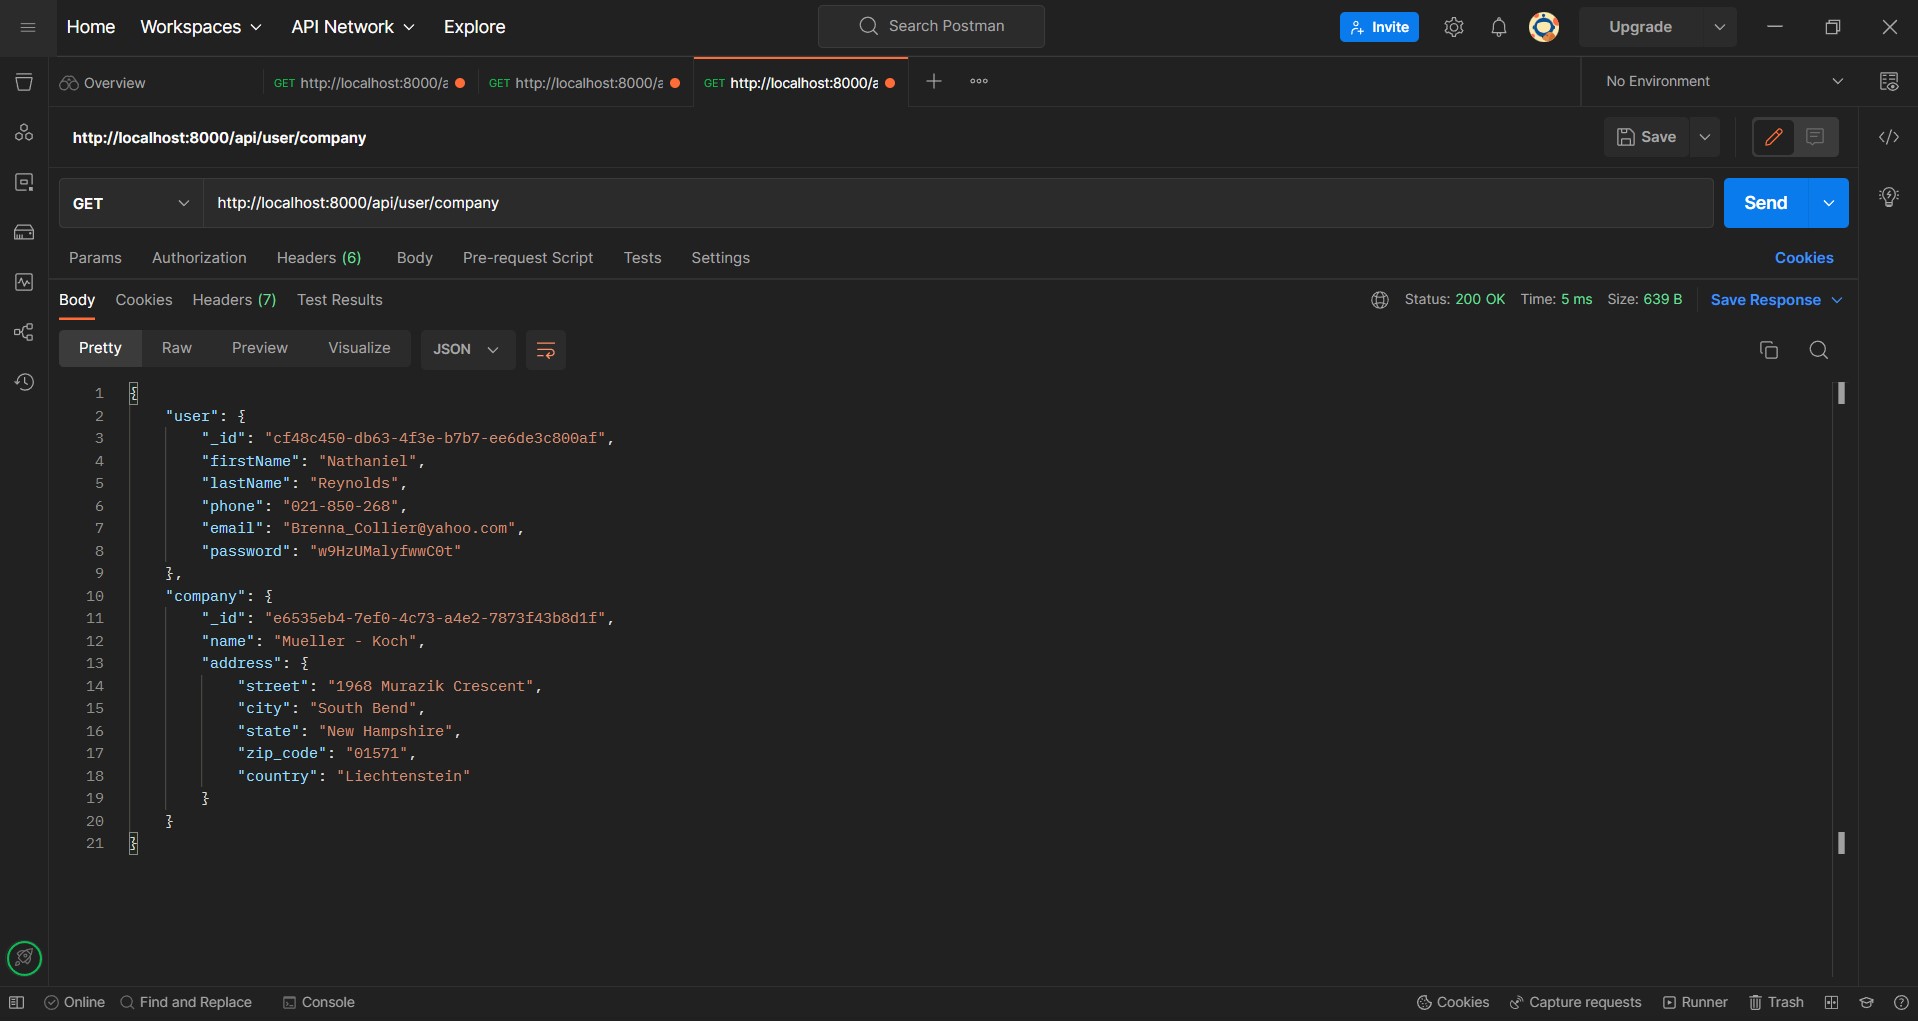 Home Workspaces API Network Explore Search Postman Invite Upgrade
Overview GET http://localhost:8000/a GET http://localhost:8000/a GET http://localhost:8000/a No Environment
http://localhost:8000/api/user/company Save
GET http://localhost:8000/api/user/company Send
Params Authorization Headers (6) Body Pre-request Script Tests Settings Cookies
Body Cookies Headers (7) Test Results Status: 200 OK Time: 5 ms Size: 639 B Save Response
Pretty Raw Preview Visualize JSON
1 {
2 "user": {
3 "_id": "cf48c450-db63-4f3e-b7b7-ee6de3c800af",
4 "firstName": "Nathaniel",
5 "lastName": "Reynolds",
6 "phone": "021-850-268",
7 "email": "Brenna_Collier@yahoo.com",
8 "password": "w9HzUMalyfwwC0t"
9 },
10 "company": {
11 "_id": "e6535eb4-7ef0-4c73-a4e2-7873f43b8d1f",
12 "name": "Mueller - Koch",
13 "address": {
14 "street": "1968 Murazik Crescent",
15 "city": "South Bend",
16 "state": "New Hampshire",
17 "zip_code": "01571",
18 "country": "Liechtenstein"
19 }
20 }
21 }
Online Find and Replace Console Cookies Capture requests Runner Trash